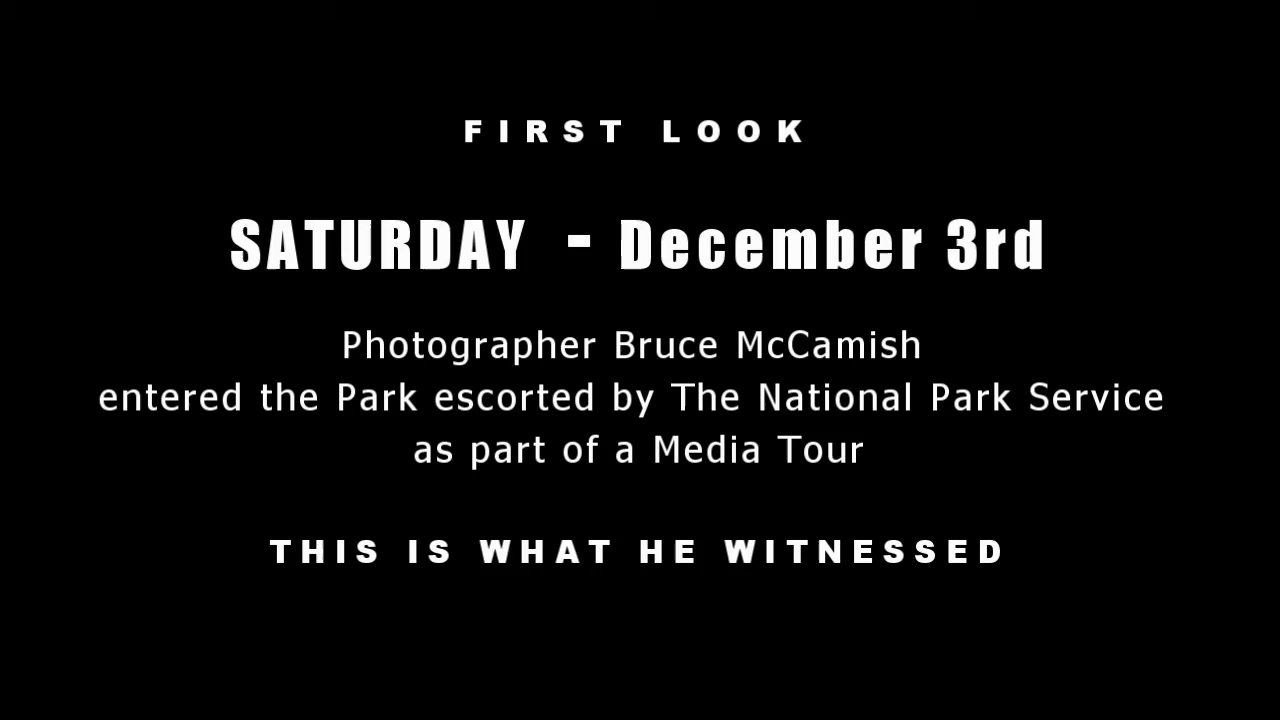 FIRST LOOK
SATURDAY - December 3rd
Photographer Bruce McCamish
entered the Park escorted by The National Park Service
as part of a Media Tour
THIS IS WHAT HE WITNESSED